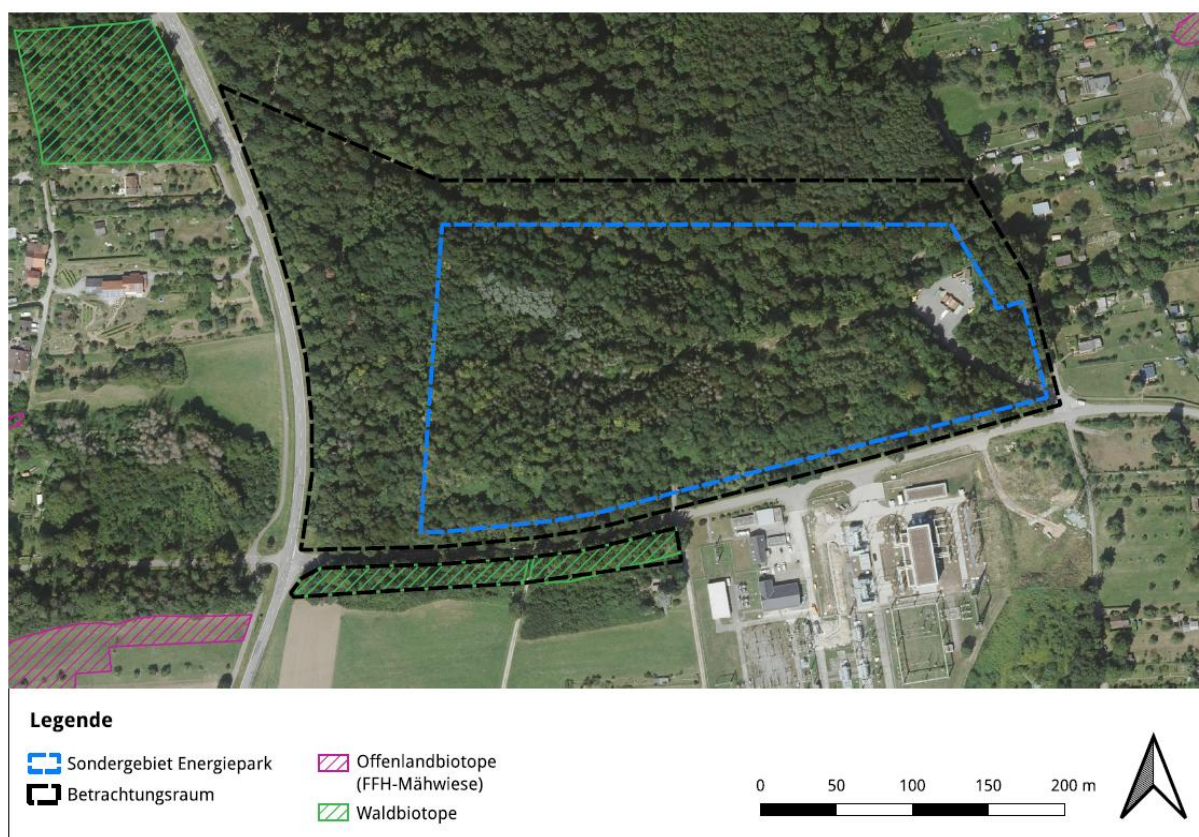 Legende
Sondergebiet Energiepark
Betrachtungsraum
Offenlandbiotope
(FFH-Mähwiese)
Waldbiotope
0 50 100 150 200 m